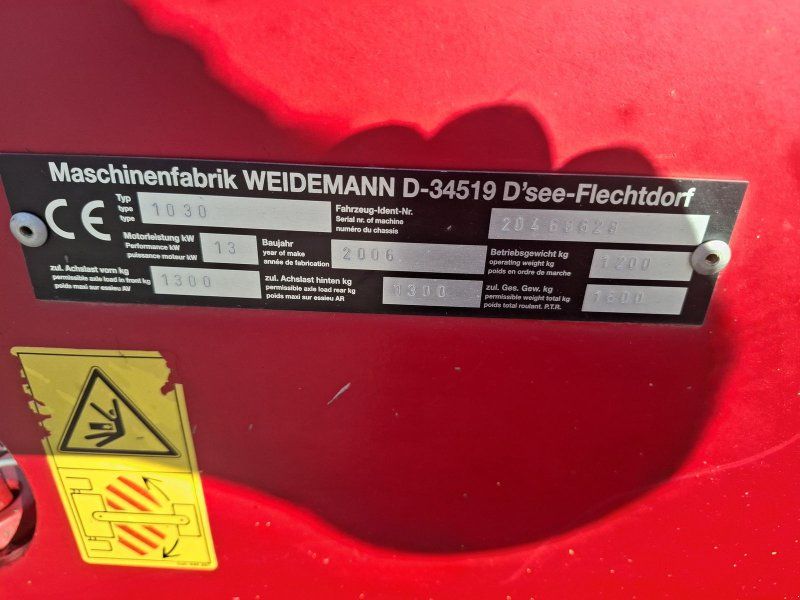 Maschinenfabrik WEIDEMANN D-34519 D'see-Flechtdorf
CE
Typ
type
type
1030
Fahrzeug-Ident-Nr.
Serial nr. of machine
numéro du chassis
Motorleistung kW
Performance kW
puissance moteur kW
13
Baujahr
year of make
année de fabrication
2006
Betriebsgewicht kg
operating weight kg
poids en ordre de marche
1200
zul. Achslast vorn kg
permissible axle load in front kg
poids maxi sur essieu AV
1300
zul. Achslast hinten kg
permissible axle load rear kg
poids maxi sur essieu AR
1300
zul. Ges. Gew. kg
permissible weight total kg
poids total roulant. P.T.R.